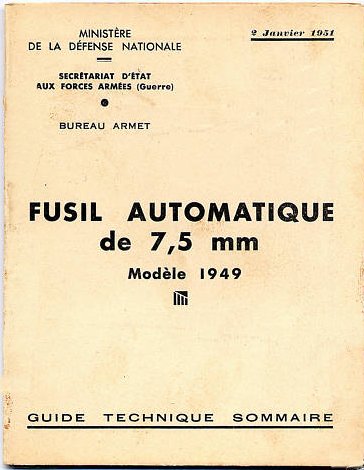 MINISTÈRE
DE LA DÉFENSE NATIONALE
2 Janvier 1951
SECRÉTARIAT D'ÉTAT
AUX FORCES ARMÉES (Guerre)
BUREAU ARMET
FUSIL AUTOMATIQUE
de 7,5 mm
Modèle 1949
GUIDE TECHNIQUE SOMMAIRE